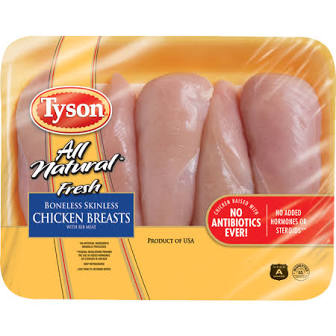 Tyson
All
Natural™
Fresh
BONELESS SKINLESS
CHICKEN BREASTS
WITH RIB MEAT
PRODUCT OF USA
CHICKEN RAISED WITH
NO
ANTIBIOTICS
EVER!
NO ADDED
HORMONES OR
STEROIDS**